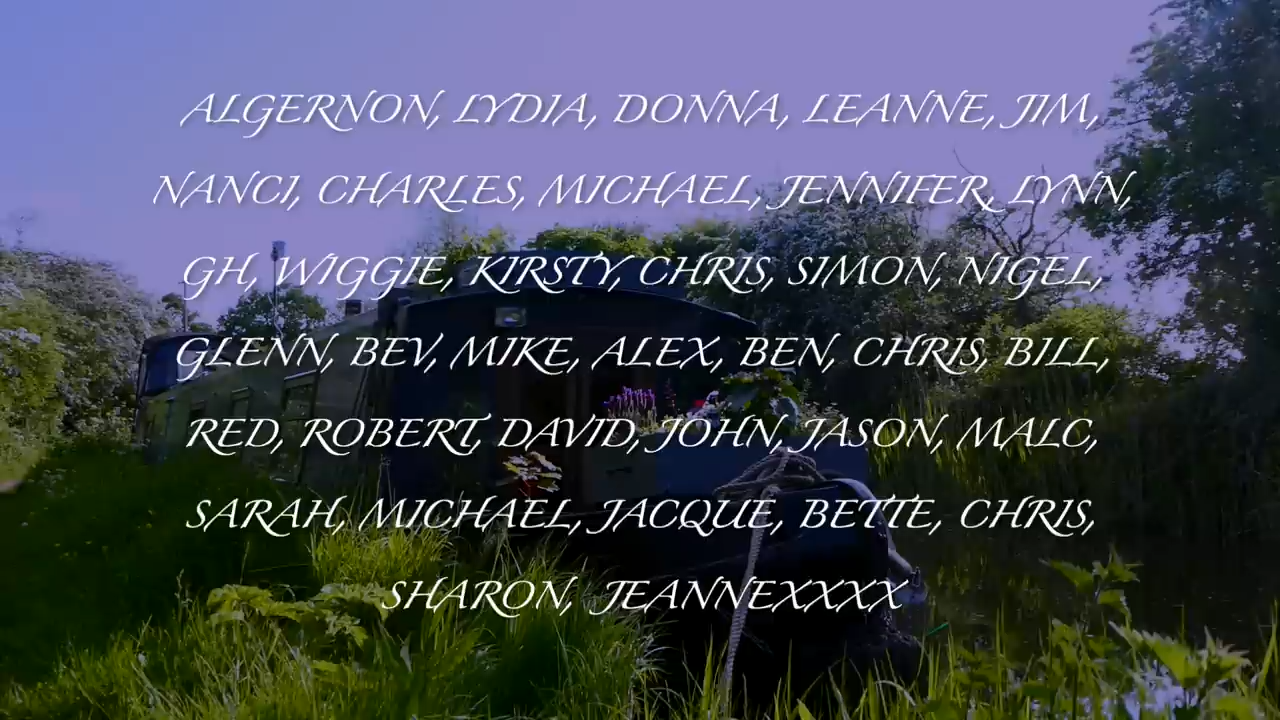 ALGERNON, LYDIA, DONNA, LEANNE, JIM,
NANCI, CHARLES, MICHAEL, JENNIFER, LYNN,
GH, WIGGIE, KIRSTY, CHRIS, SIMON, NIGEL,
GLENN, BEV, MIKE, ALEX, BEN, CHRIS, BILL,
RED, ROBERT, DAVID, JOHN, JASON, MALC,
SARAH, MICHAEL, JACQUE, BETTE, CHRIS,
SHARON, JEANNEXXXX